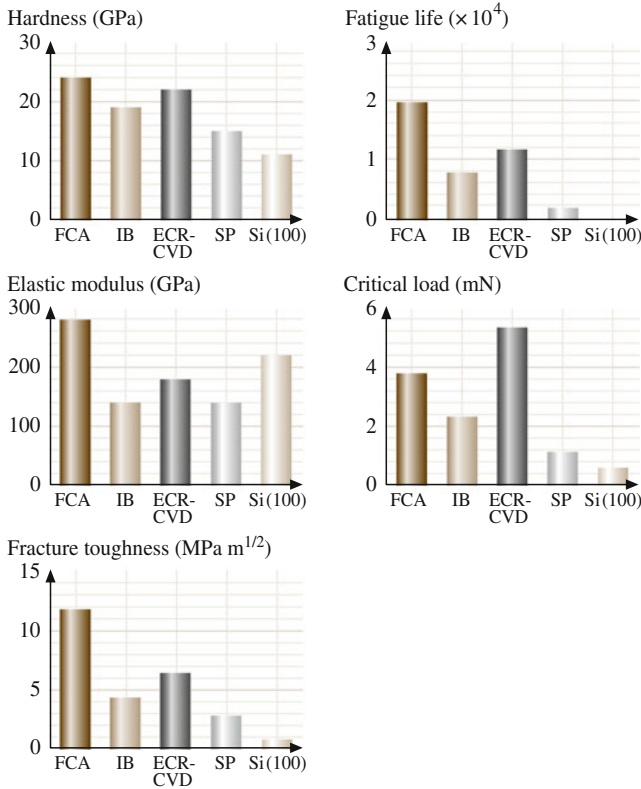 Hardness (GPa)
30
20
10
0
FCA IB ECR- SP Si(100)
CVD
Fatigue life (× 10⁴)
3
2
1
0
FCA IB ECR- SP Si(100)
CVD
Elastic modulus (GPa)
300
200
100
0
FCA IB ECR- SP Si(100)
CVD
Critical load (mN)
6
4
2
0
FCA IB ECR- SP Si(100)
CVD
Fracture toughness (MPa m¹/²)
15
10
5
0
FCA IB ECR- SP Si(100)
CVD